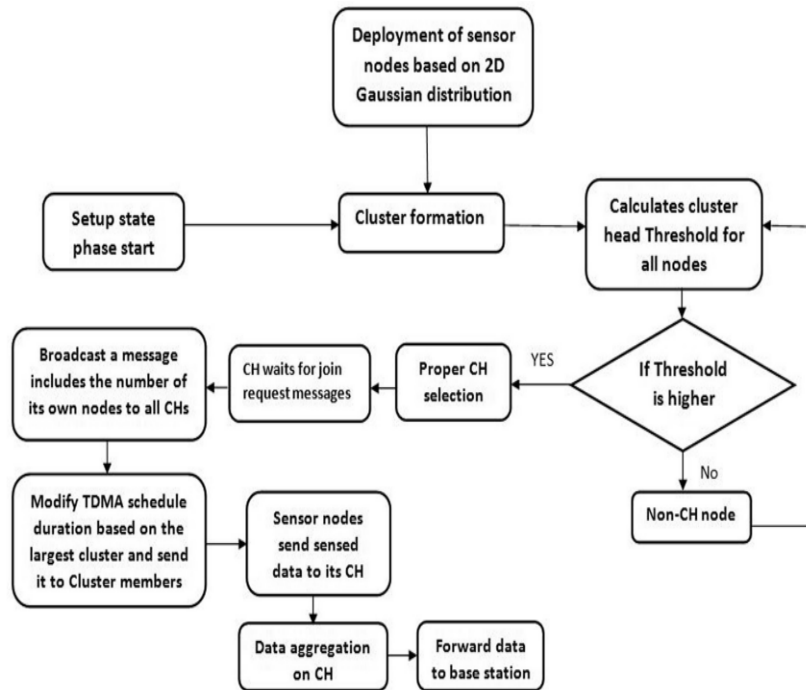 Deployment of sensor
nodes based on 2D
Gaussian distribution
Setup state
phase start
Cluster formation
Calculates cluster
head Threshold for
all nodes
Broadcast a message
includes the number of
its own nodes to all CHs
CH waits for join
request messages
Proper CH
selection
YES
If Threshold
is higher
No
Modify TDMA schedule
duration based on the
largest cluster and send
it to Cluster members
Sensor nodes
send sensed
data to its CH
Non-CH node
Data aggregation
on CH
Forward data
to base station